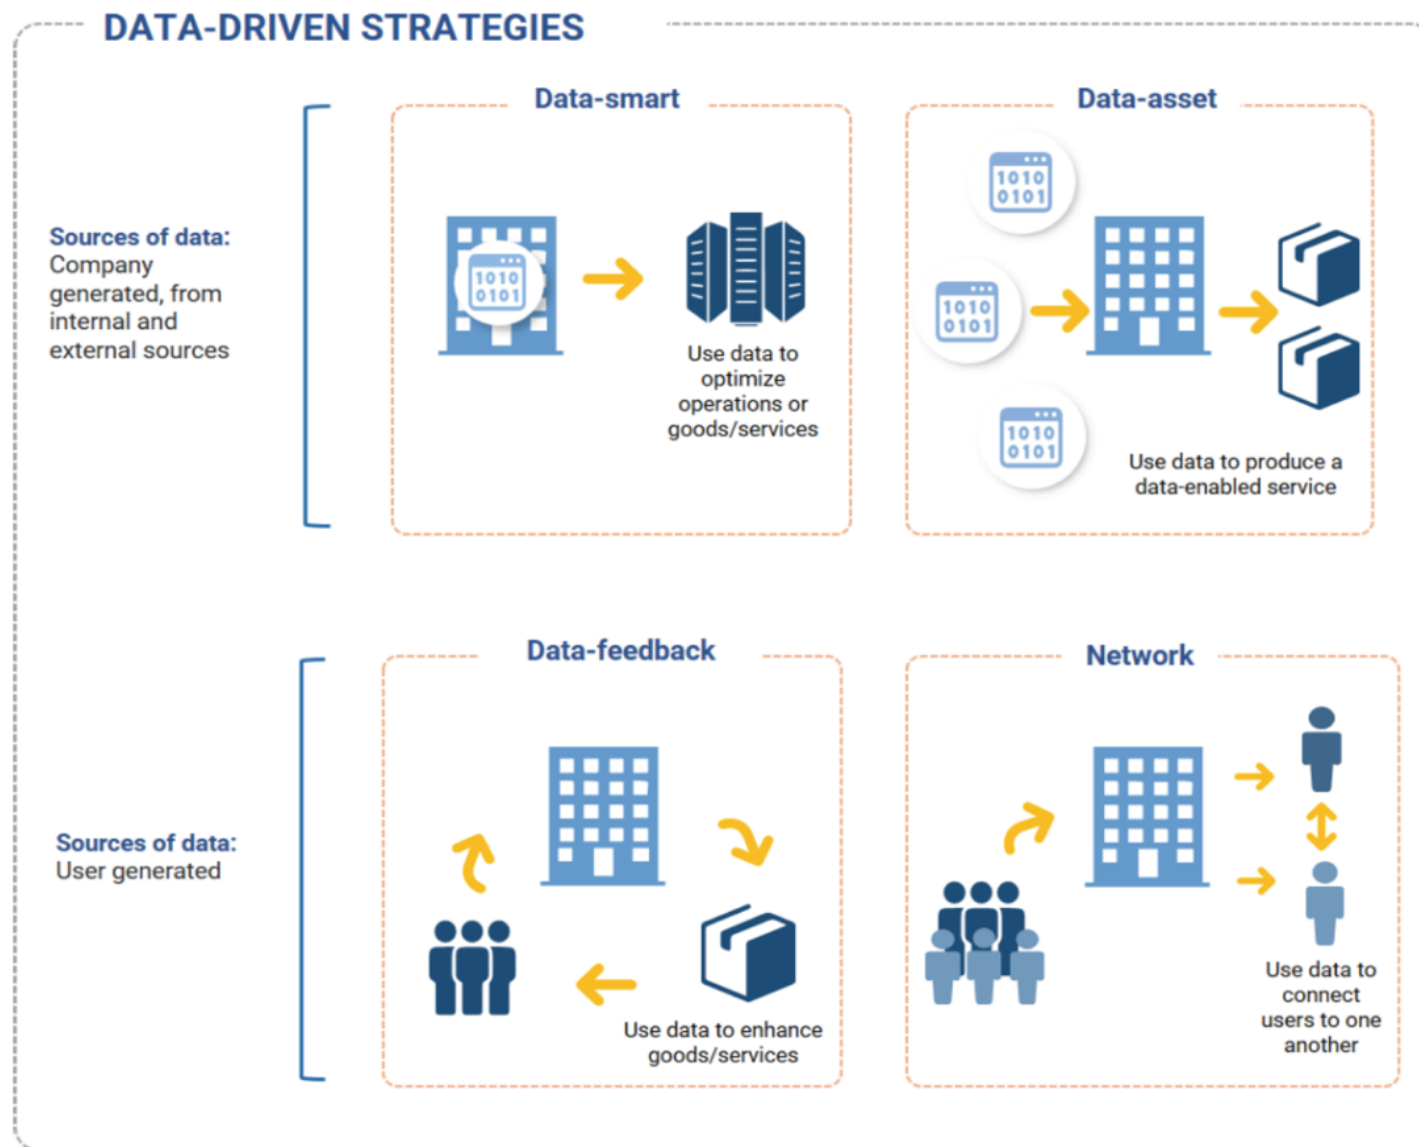 DATA-DRIVEN STRATEGIES
Data-smart
Data-asset
Sources of data:
Company
generated, from
internal and
external sources
1010
0101
Use data to
optimize
operations or
goods/services
1010
0101
1010
0101
1010
0101
Use data to produce a
data-enabled service
Data-feedback
Network
Sources of data:
User generated
Use data to enhance
goods/services
Use data to
connect
users to one
another